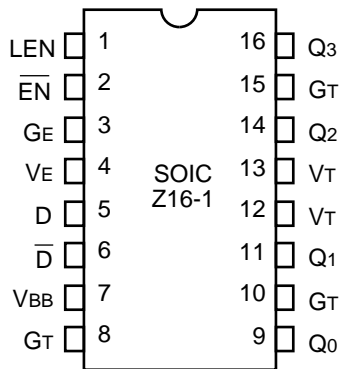 LEN 1 16 Q3
E̅N̅ 2 15 GT
GE 3 14 Q2
VE 4 SOIC 13 VT
Z16-1
D 5 12 VT
D̅ 6 11 Q1
VBB 7 10 GT
GT 8 9 Q0